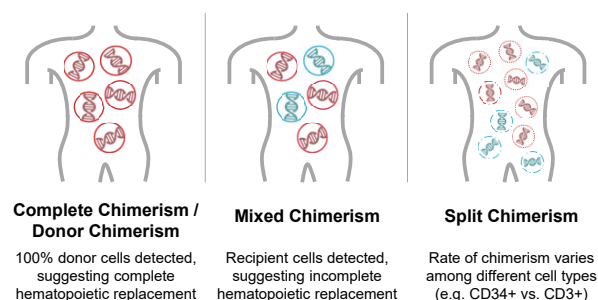 Complete Chimerism /
Donor Chimerism
100% donor cells detected,
suggesting complete
hematopoietic replacement
Mixed Chimerism
Recipient cells detected,
suggesting incomplete
hematopoietic replacement
Split Chimerism
Rate of chimerism varies
among different cell types
(e.g. CD34+ vs. CD3+)